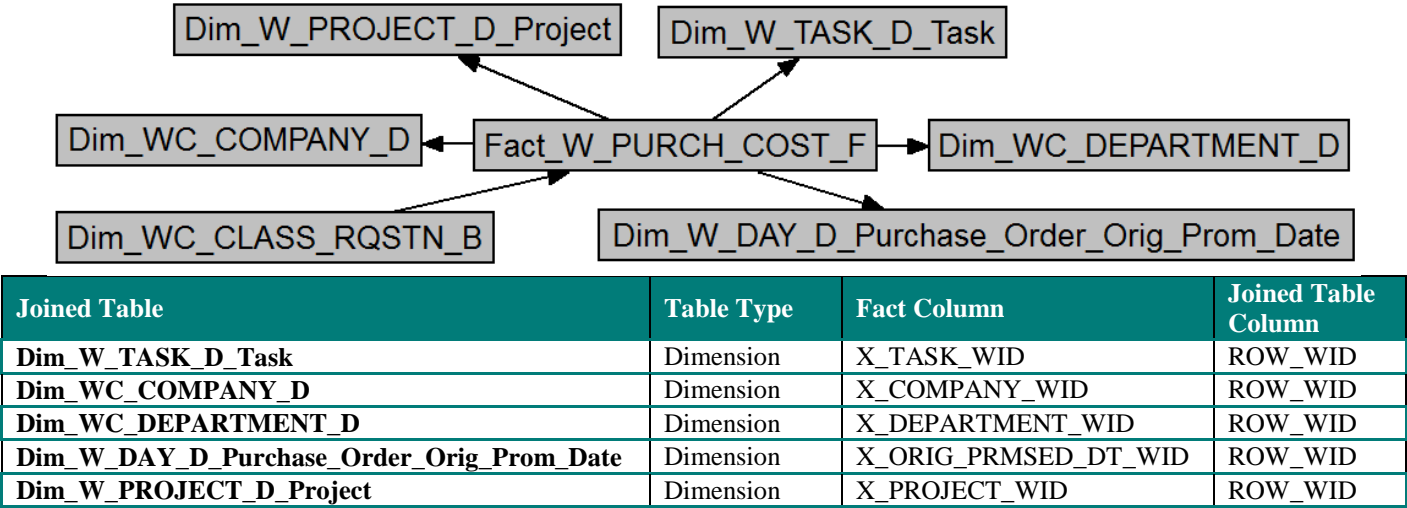 Dim_W_PROJECT_D_Project
Dim_W_TASK_D_Task
Dim_WC_COMPANY_D
Fact_W_PURCH_COST_F
Dim_WC_DEPARTMENT_D
Dim_WC_CLASS_RQSTN_B
Dim_W_DAY_D_Purchase_Order_Orig_Prom_Date
Joined Table Table Type Fact Column Joined Table Column
Dim_W_TASK_D_Task Dimension X_TASK_WID ROW_WID
Dim_WC_COMPANY_D Dimension X_COMPANY_WID ROW_WID
Dim_WC_DEPARTMENT_D Dimension X_DEPARTMENT_WID ROW_WID
Dim_W_DAY_D_Purchase_Order_Orig_Prom_Date Dimension X_ORIG_PRMSED_DT_WID ROW_WID
Dim_W_PROJECT_D_Project Dimension X_PROJECT_WID ROW_WID